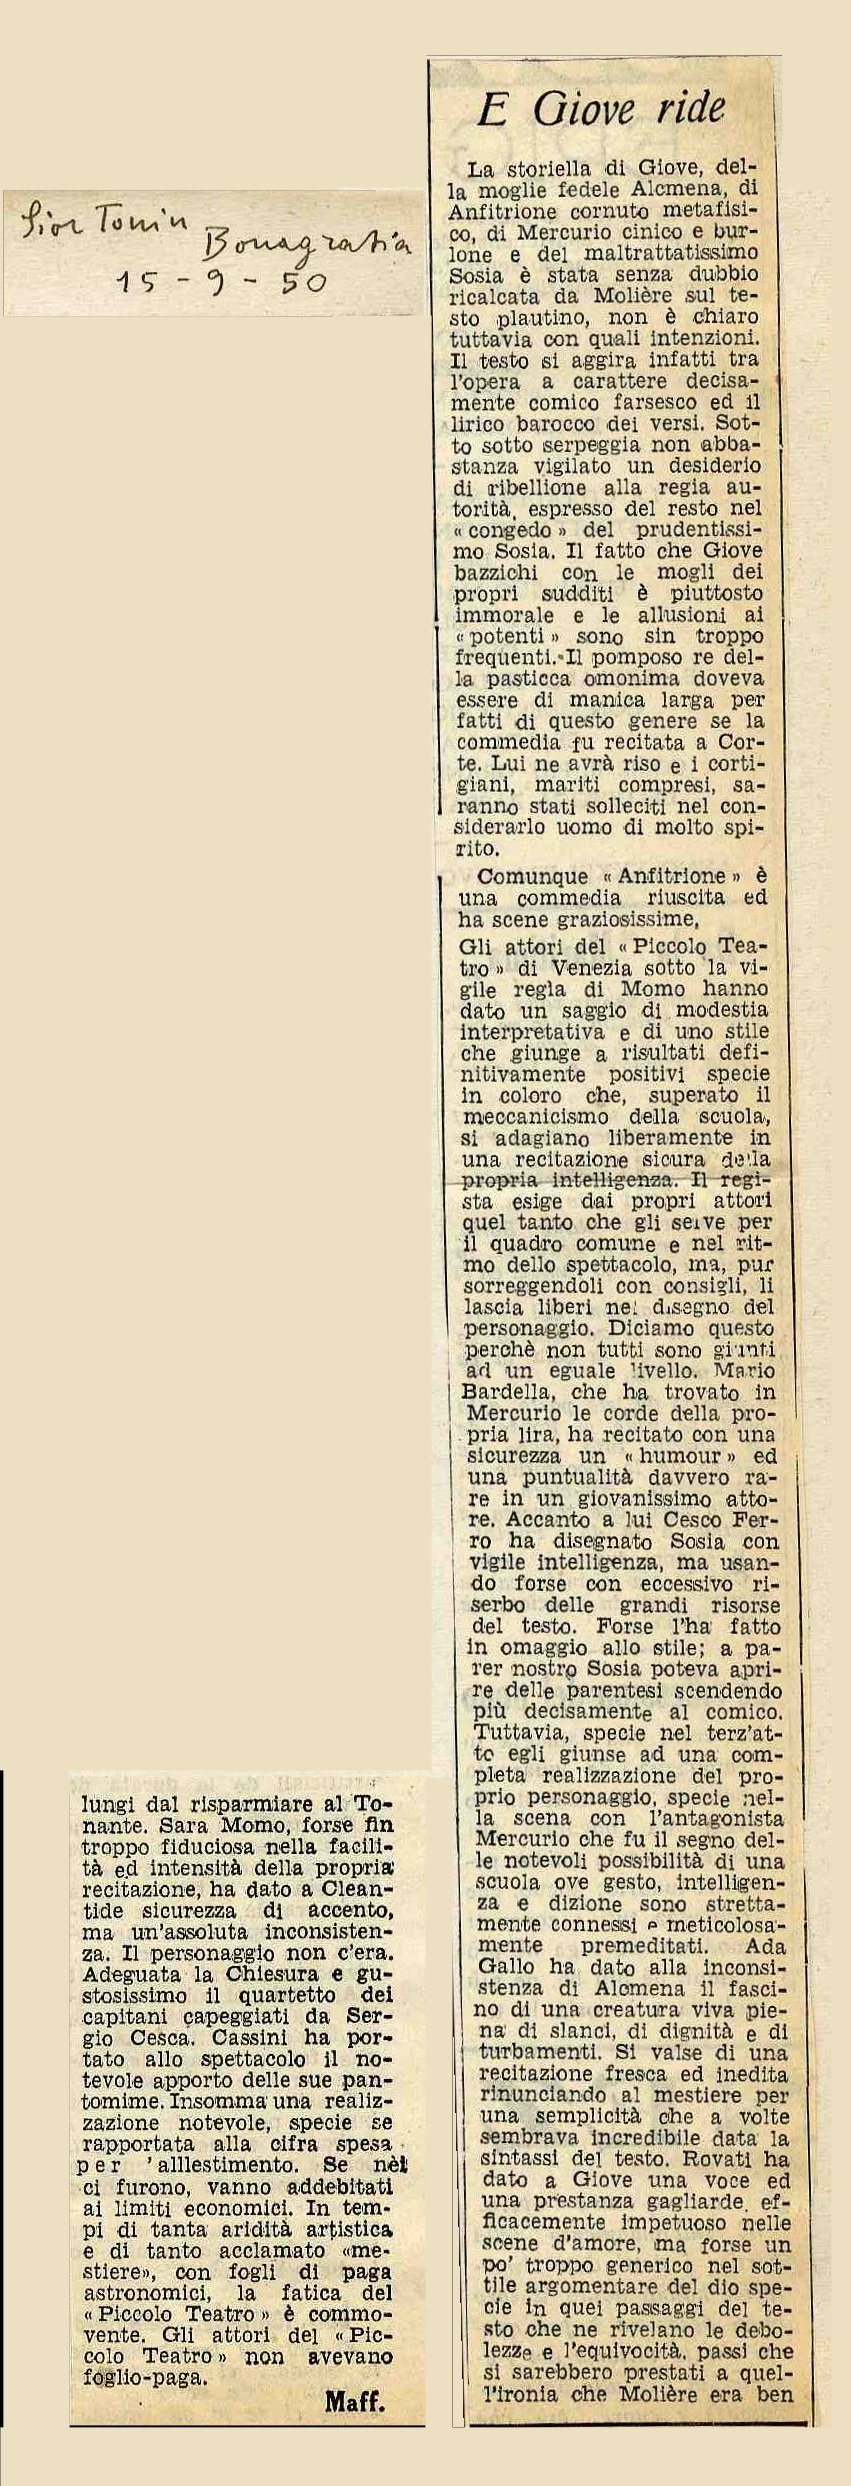 Sior Tonin
Bonagratia
15 - 9 - 50
E Giove ride
La storiella di Giove, del-
la moglie fedele Alcmena, di
Anfitrione cornuto metafisi-
co, di Mercurio cinico e bur-
lone e del maltrattatissimo
Sosia è stata senza dubbio
ricalcata da Molière sul te-
sto plautino, non è chiaro
tuttavia con quali intenzioni.
Il testo si aggira infatti tra
l'opera a carattere decisa-
mente comico farsesco ed il
lirico barocco dei versi. Sot-
to sotto serpeggia non abba-
stanza vigilato un desiderio
di ribellione alla regia au-
torità, espresso del resto nel
« congedo » del prudentissi-
mo Sosia. Il fatto che Giove
bazzichi con le mogli dei
propri sudditi è piuttosto
immorale e le allusioni ai
« potenti » sono sin troppo
frequenti. Il pomposo re del-
la pasticca omonima doveva
essere di manica larga per
fatti di questo genere se la
commedia fu recitata a Cor-
te. Lui ne avrà riso e i corti-
giani, mariti compresi, sa-
ranno stati solleciti nel con-
siderarlo uomo di molto spi-
rito.
Comunque « Anfitrione » è
una commedia riuscita ed
ha scene graziosissime,
Gli attori del « Piccolo Tea-
tro » di Venezia sotto la vi-
gile regìa di Momo hanno
dato un saggio di modestia
interpretativa e di uno stile
che giunge a risultati defi-
nitivamente positivi specie
in coloro che, superato il
meccanicismo della scuola,
si adagiano liberamente in
una recitazione sicura della
propria intelligenza. Il regi-
sta esige dai propri attori
quel tanto che gli serve per
il quadro comune e nel rit-
mo dello spettacolo, ma, pur
sorreggendoli con consigli, li
lascia liberi nel disegno del
personaggio. Diciamo questo
perchè non tutti sono giunti
ad un eguale livello. Mario
Bardella, che ha trovato in
Mercurio le corde della pro-
pria lira, ha recitato con una
sicurezza un « humour » ed
una puntualità davvero ra-
re in un giovanissimo atto-
re. Accanto a lui Cesco Fer-
ro ha disegnato Sosia con
vigile intelligenza, ma usan-
do forse con eccessivo ri-
serbo delle grandi risorse
del testo. Forse l'ha fatto
in omaggio allo stile; a pa-
rer nostro Sosia poteva apri-
re delle parentesi scendendo
più decisamente al comico.
Tuttavia, specie nel terz'at-
to egli giunse ad una com-
pleta realizzazione del pro-
prio personaggio, specie nel-
la scena con l'antagonista
Mercurio che fu il segno del-
le notevoli possibilità di una
scuola ove gesto, intelligen-
za e dizione sono stretta-
mente connessi e meticolosa-
mente premeditati. Ada
Gallo ha dato alla inconsi-
stenza di Alomena il fasci-
no di una creatura viva pie-
na di slanci, di dignità e di
turbamenti. Si valse di una
recitazione fresca ed inedita
rinunciando al mestiere per
una semplicità che a volte
sembrava incredibile data la
sintassi del testo. Rovati ha
dato a Giove una voce ed
una prestanza gagliarde, ef-
ficacemente impetuoso nelle
scene d'amore, ma forse un
po' troppo generico nel sot-
tile argomentare del dio spe-
cie in quei passaggi del te-
sto che ne rivelano le debo-
lezze e l'equivocità, passi che
si sarebbero prestati a quel-
l'ironia che Molière era ben
lungi dal risparmiare al To-
nante. Sara Momo, forse fin
troppo fiduciosa nella facili-
tà ed intensità della propria
recitazione, ha dato a Clean-
tide sicurezza di accento,
ma un'assoluta inconsisten-
za. Il personaggio non c'era.
Adeguata la Chiesura e gu-
stosissimo il quartetto dei
capitani capeggiati da Ser-
gio Cesca. Cassini ha por-
tato allo spettacolo il no-
tevole apporto delle sue pan-
tomime. Insomma una realiz-
zazione notevole, specie se
rapportata alla cifra spesa
per 'alllestimento. Se nèi
ci furono, vanno addebitati
ai limiti economici. In tem-
pi di tanta aridità artistica
e di tanto acclamato «me-
stiere», con fogli di paga
astronomici, la fatica del
« Piccolo Teatro » è commo-
vente. Gli attori del « Pic-
colo Teatro » non avevano
foglio-paga.
Maff.